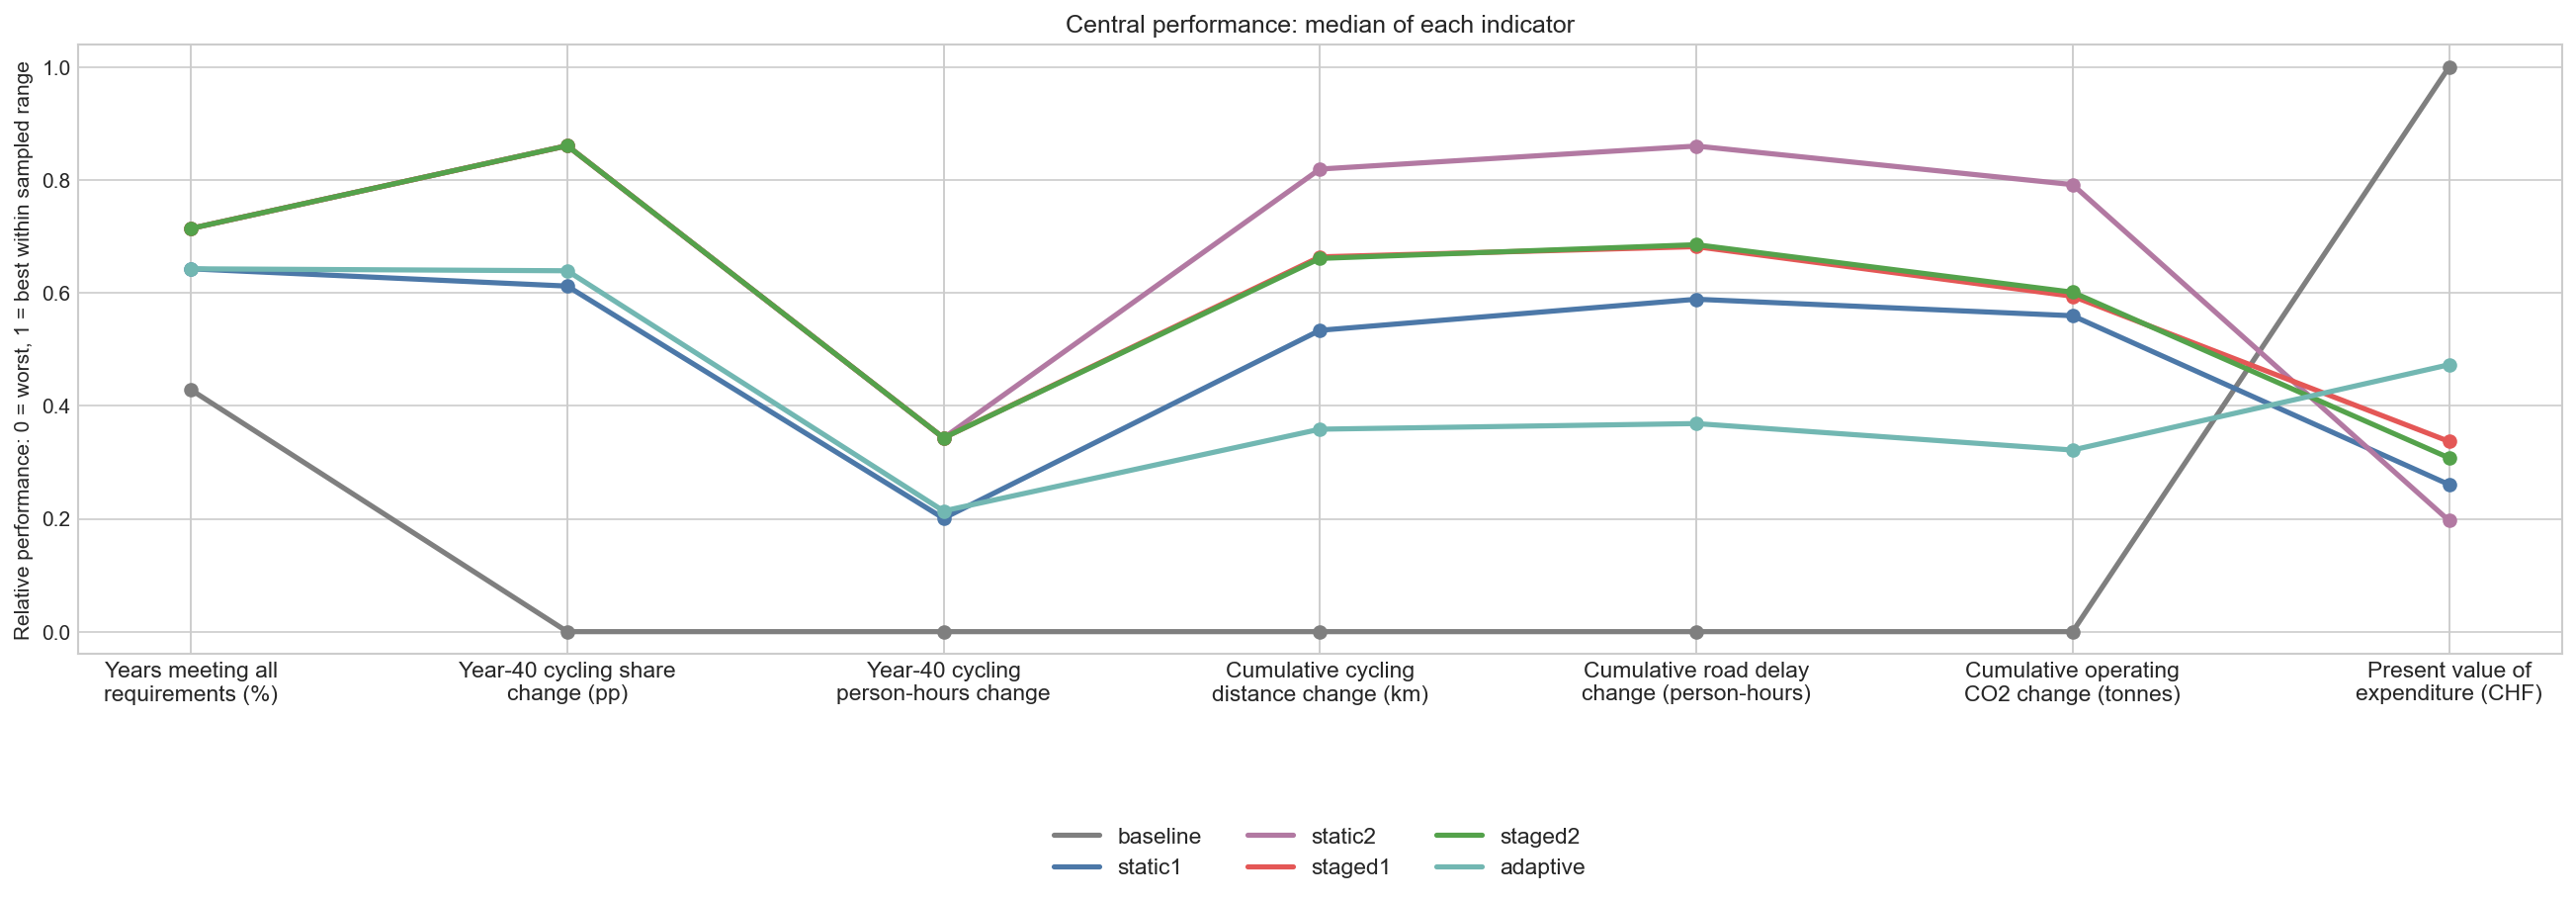 Central performance: median of each indicator
Relative performance: 0 = worst, 1 = best within sampled range
1.0
0.8
0.6
0.4
0.2
0.0
Years meeting all
requirements (%)
Year-40 cycling share
change (pp)
Year-40 cycling
person-hours change
Cumulative cycling
distance change (km)
Cumulative road delay
change (person-hours)
Cumulative operating
CO2 change (tonnes)
Present value of
expenditure (CHF)
baseline
static1
static2
staged1
staged2
adaptive